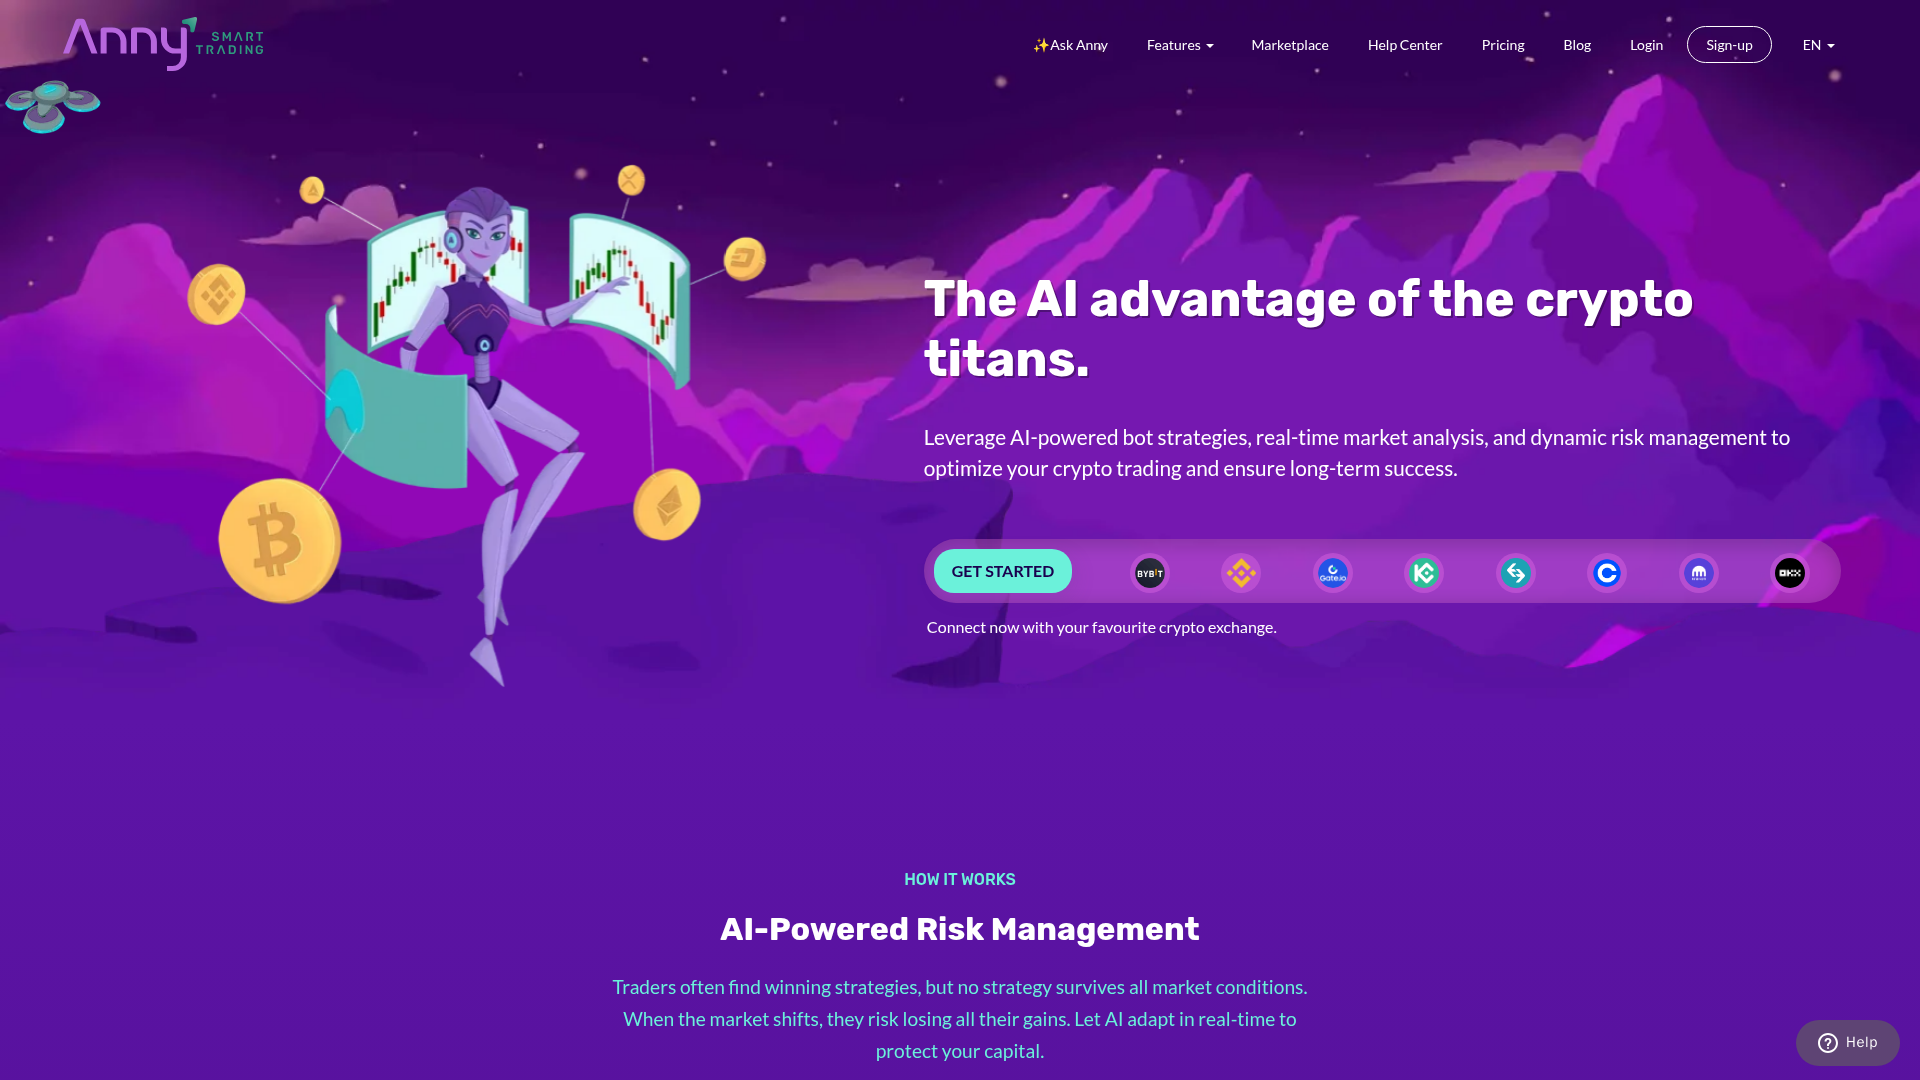 Anny SMART
TRADING
✨Ask Anny
Features
Marketplace
Help Center
Pricing
Blog
Login
Sign-up
EN
The AI advantage of the crypto
titans.
Leverage AI-powered bot strategies, real-time market analysis, and dynamic risk management to
optimize your crypto trading and ensure long-term success.
GET STARTED
BYBIT
Gate.io
OKX
Connect now with your favourite crypto exchange.
HOW IT WORKS
AI-Powered Risk Management
Traders often find winning strategies, but no strategy survives all market conditions.
When the market shifts, they risk losing all their gains. Let AI adapt in real-time to
protect your capital.
Help